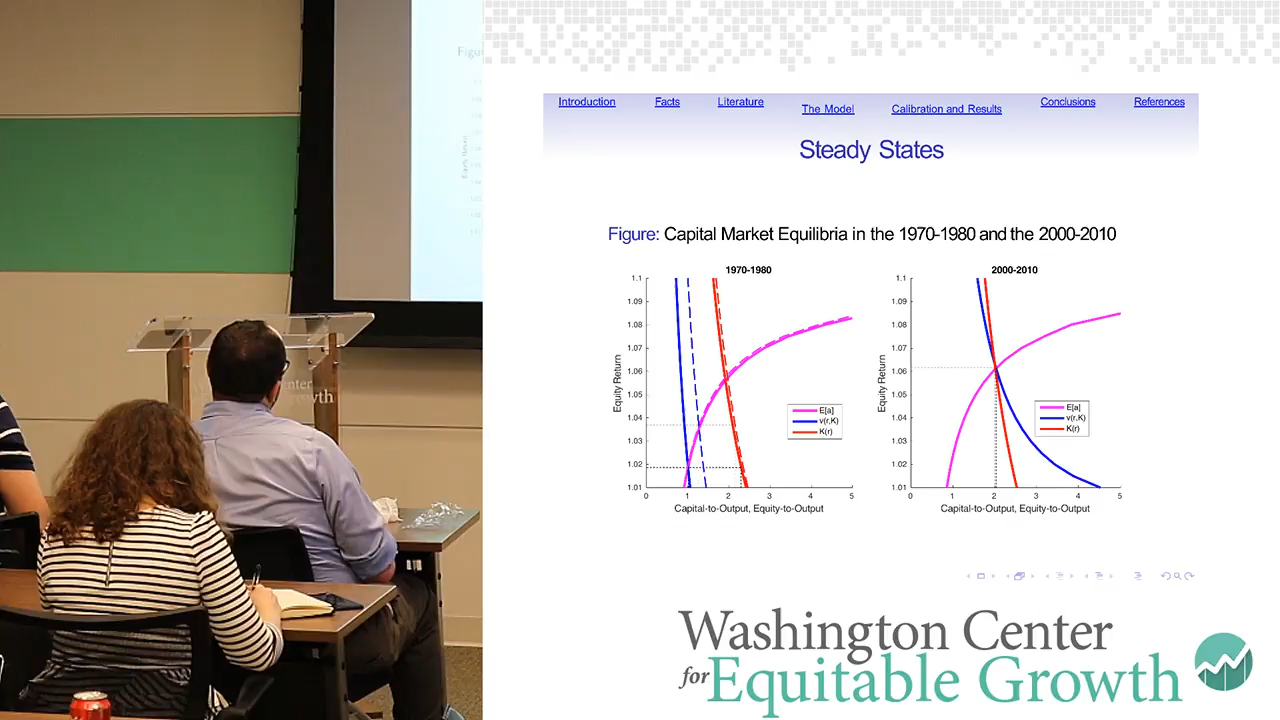 Introduction Facts Literature The Model Calibration and Results Conclusions References
Steady States
Figure: Capital Market Equilibria in the 1970-1980 and the 2000-2010
1970-1980
1.1
1.09
1.08
1.07
1.06
1.05
1.04
1.03
1.02
1.01
0 1 2 3 4 5
Equity Return
Capital-to-Output, Equity-to-Output
E[a]
v(r,K)
K(r)
2000-2010
1.1
1.09
1.08
1.07
1.06
1.05
1.04
1.03
1.02
1.01
0 1 2 3 4 5
Equity Return
Capital-to-Output, Equity-to-Output
E[a]
v(r,K)
K(r)
Washington Center
for Equitable Growth
Figu
Equity Return
enter
Growth